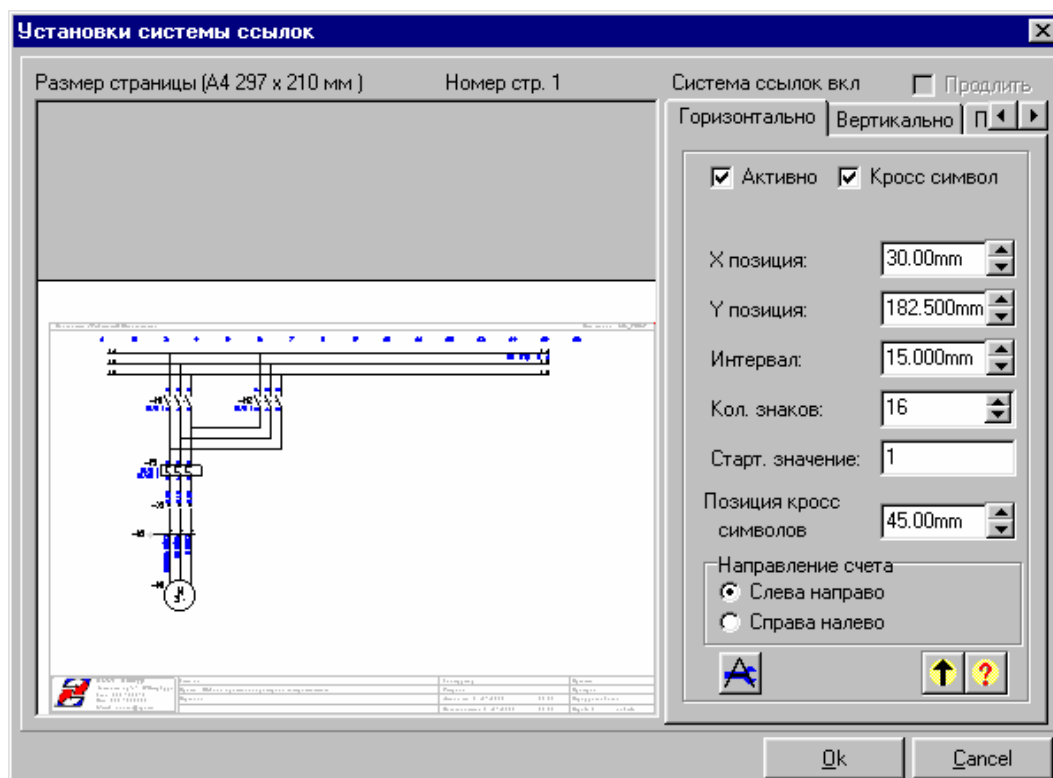 Установки системы ссылок
Размер страницы (А4 297 x 210 мм ) Номер стр. 1 Система ссылок вкл Продлить
Горизонтально Вертикально П
Активно Кросс символ
X позиция: 30.00mm
Y позиция: 182.500mm
Интервал: 15.000mm
Кол. знаков: 16
Старт. значение: 1
Позиция кросс
символов 45.00mm
Направление счета
Слева направо
Справа налево
Ok Cancel